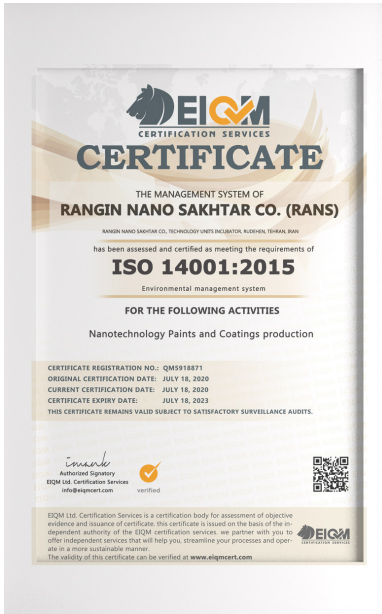 EIQM
CERTIFICATION SERVICES
CERTIFICATE
THE MANAGEMENT SYSTEM OF
RANGIN NANO SAKHTAR CO. (RANS)
RANGIN NANO SAKHTAR CO., TECHNOLOGY UNITS INCUBATOR, RUDEHEN, TEHRAN, IRAN
has been assessed and certified as meeting the requirements of
ISO 14001:2015
Environmental management system
FOR THE FOLLOWING ACTIVITIES
Nanotechnology Paints and Coatings production
CERTIFICATE REGISTRATION NO.: QMS918871
ORIGINAL CERTIFICATION DATE: JULY 18, 2020
CURRENT CERTIFICATION DATE: JULY 18, 2020
CERTIFICATE EXPIRY DATE: JULY 18, 2023
THIS CERTIFICATE REMAINS VALID SUBJECT TO SATISFACTORY SURVEILLANCE AUDITS.
Authorized Signatory
EIQM Ltd. Certification Services
info@eiqmcert.com
verified
EIQM Ltd. Certification Services is a certification body for assessment of objective
evidence and issuance of certificate. this certificate is issued on the basis of the in-
dependent authority of the EIQM certification services. we partner with you to
offer independent services that will help you, streamline your processes and oper-
ate in a more sustainable manner.
The validity of this certificate can be verified at www.eiqmcert.com
EIQM
CERTIFICATION SERVICES